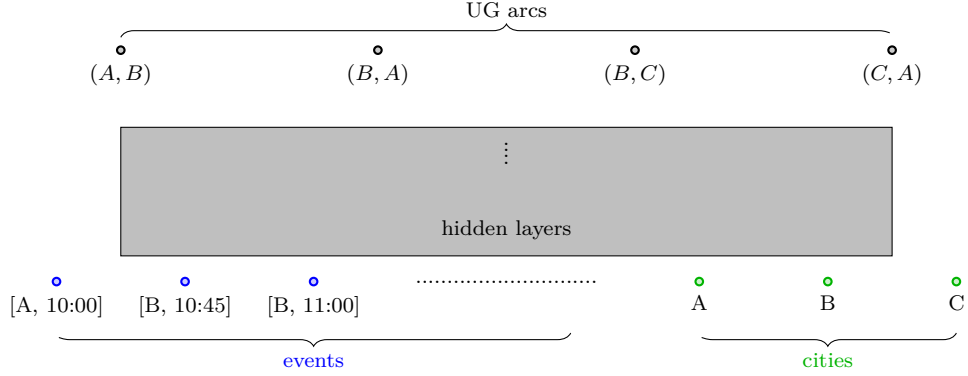 UG arcs
(A, B) (B, A) (B, C) (C, A)
hidden layers
[A, 10:00] [B, 10:45] [B, 11:00] A B C
events cities